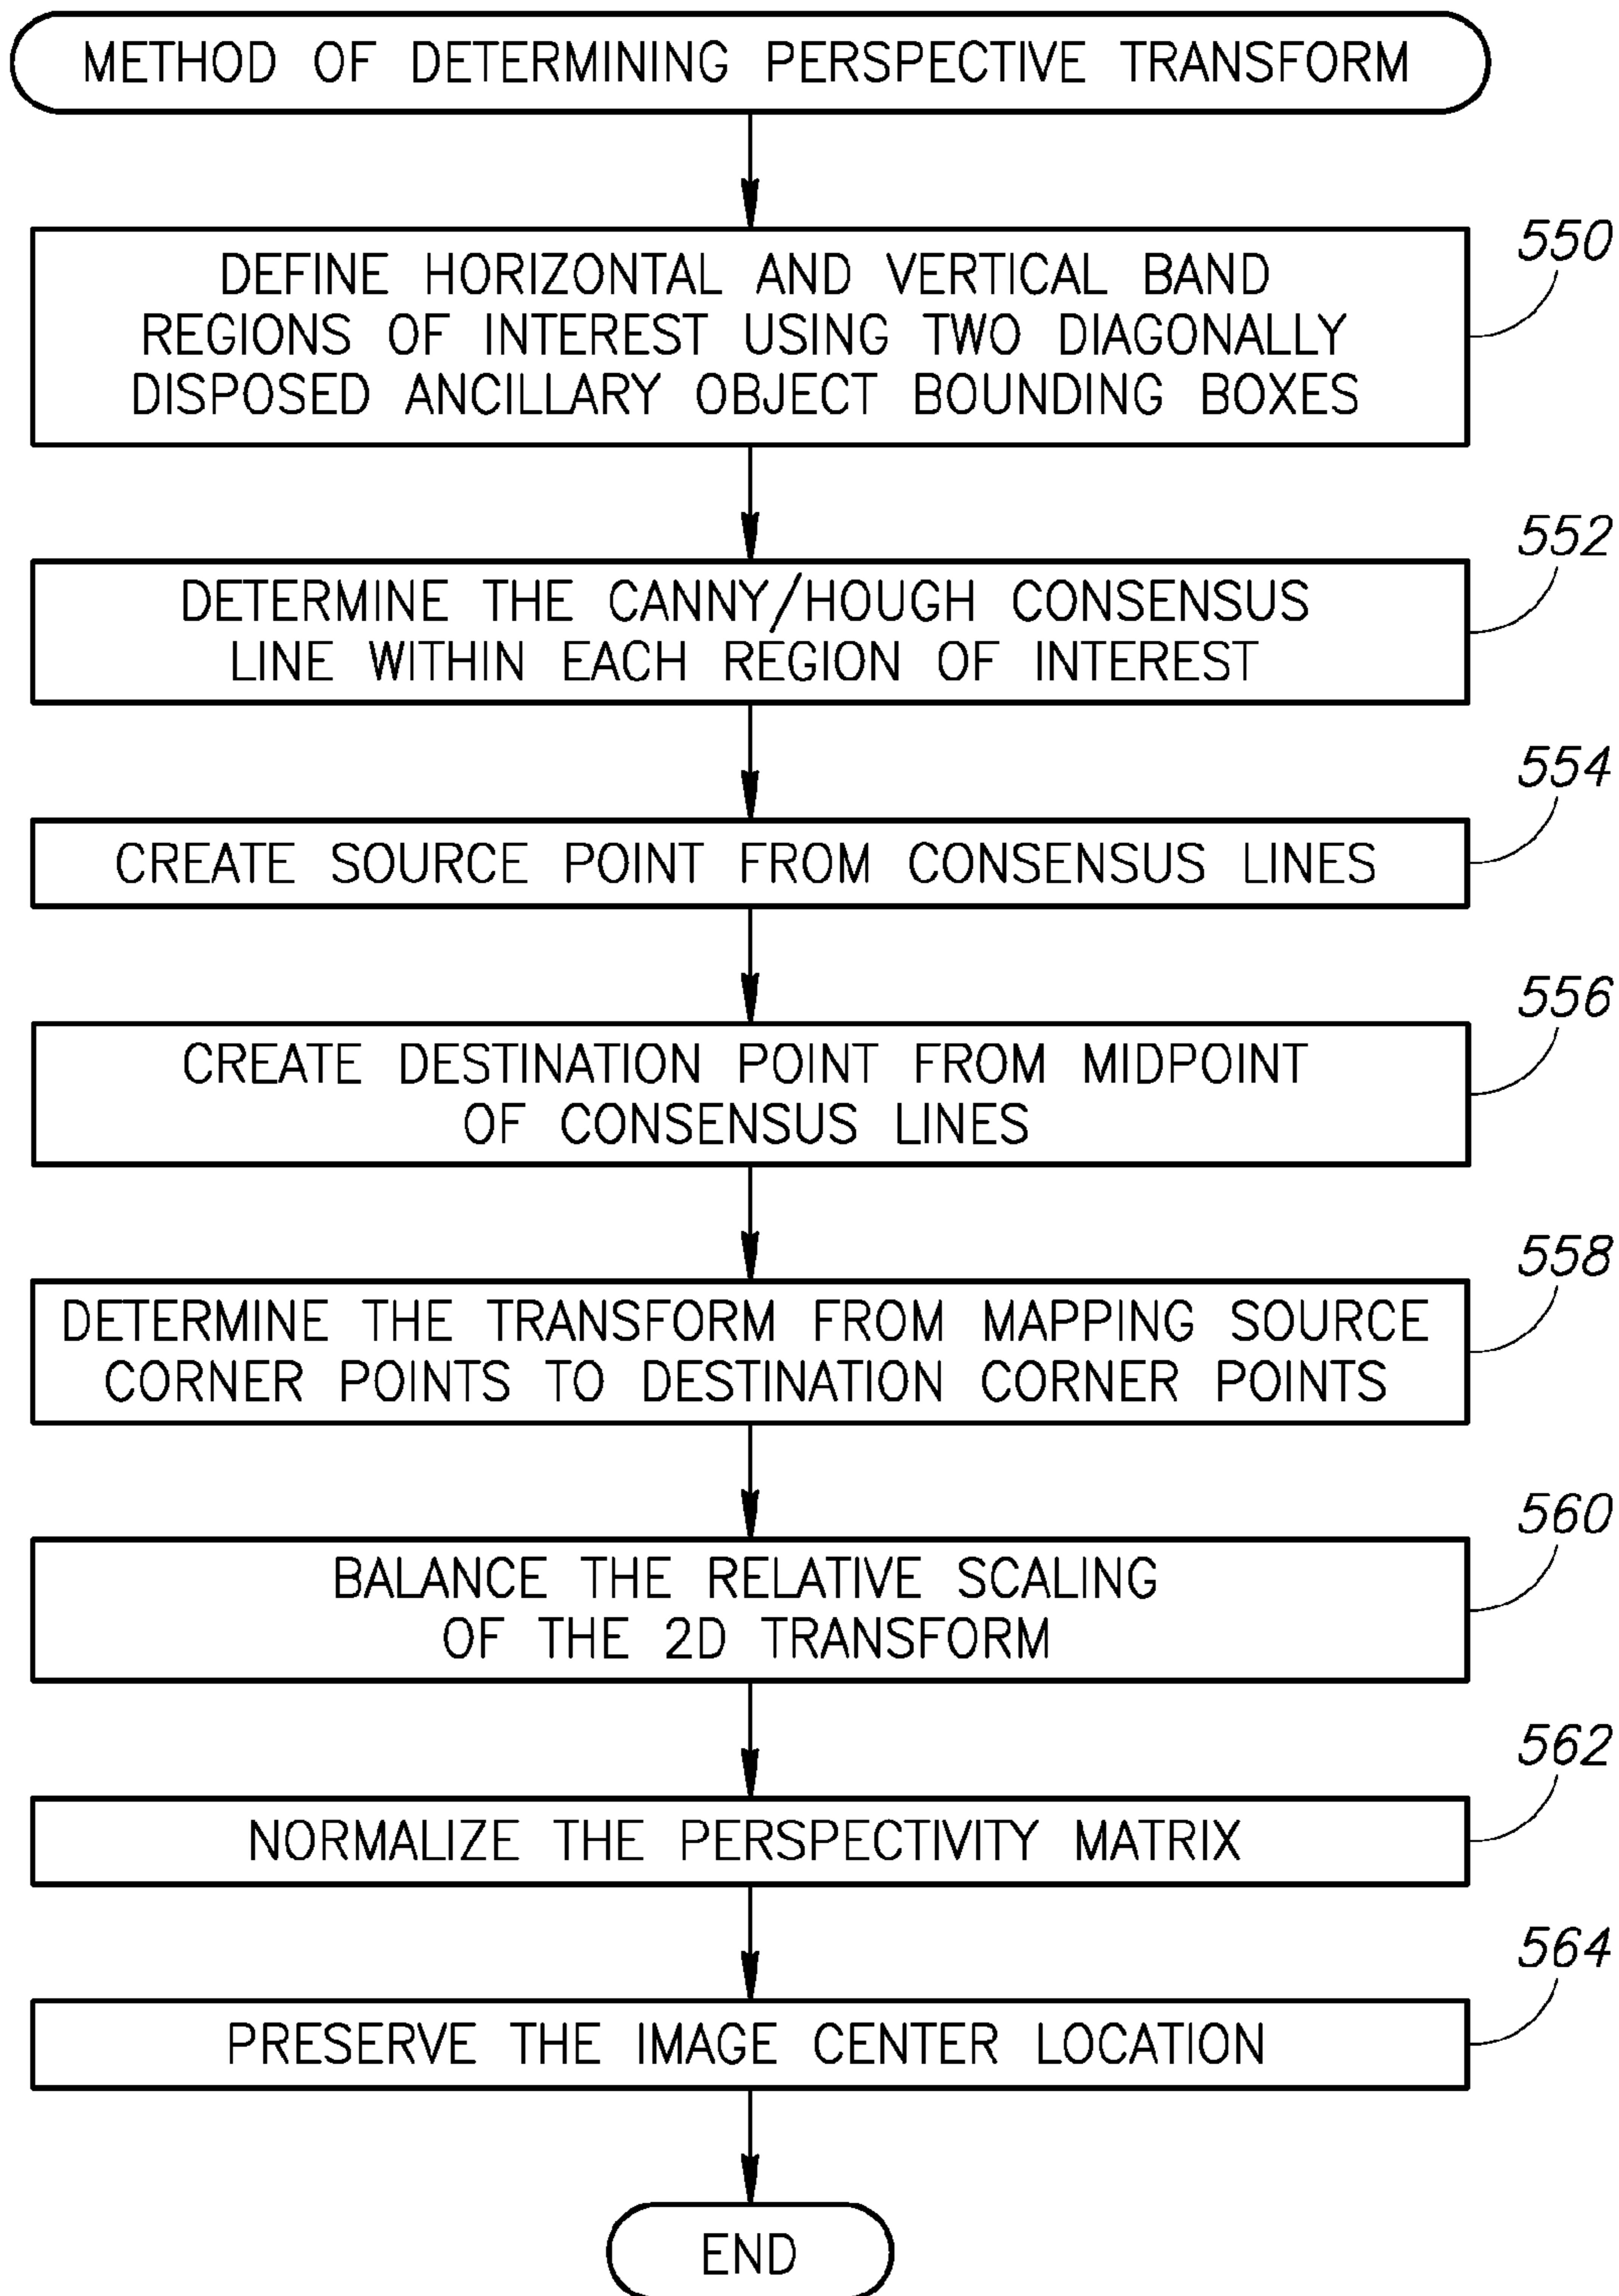 METHOD OF DETERMINING PERSPECTIVE TRANSFORM
550
DEFINE HORIZONTAL AND VERTICAL BAND
REGIONS OF INTEREST USING TWO DIAGONALLY
DISPOSED ANCILLARY OBJECT BOUNDING BOXES
552
DETERMINE THE CANNY/HOUGH CONSENSUS
LINE WITHIN EACH REGION OF INTEREST
554
CREATE SOURCE POINT FROM CONSENSUS LINES
556
CREATE DESTINATION POINT FROM MIDPOINT
OF CONSENSUS LINES
558
DETERMINE THE TRANSFORM FROM MAPPING SOURCE
CORNER POINTS TO DESTINATION CORNER POINTS
560
BALANCE THE RELATIVE SCALING
OF THE 2D TRANSFORM
562
NORMALIZE THE PERSPECTIVITY MATRIX
564
PRESERVE THE IMAGE CENTER LOCATION
END